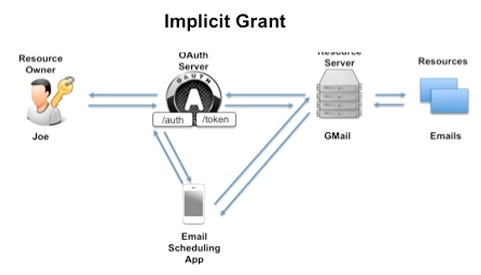 Implicit Grant
Resource
Owner
Joe
OAuth
Server
OAUTH
A
/auth
/token
Resource
Server
GMail
Resources
Emails
Email
Scheduling
App